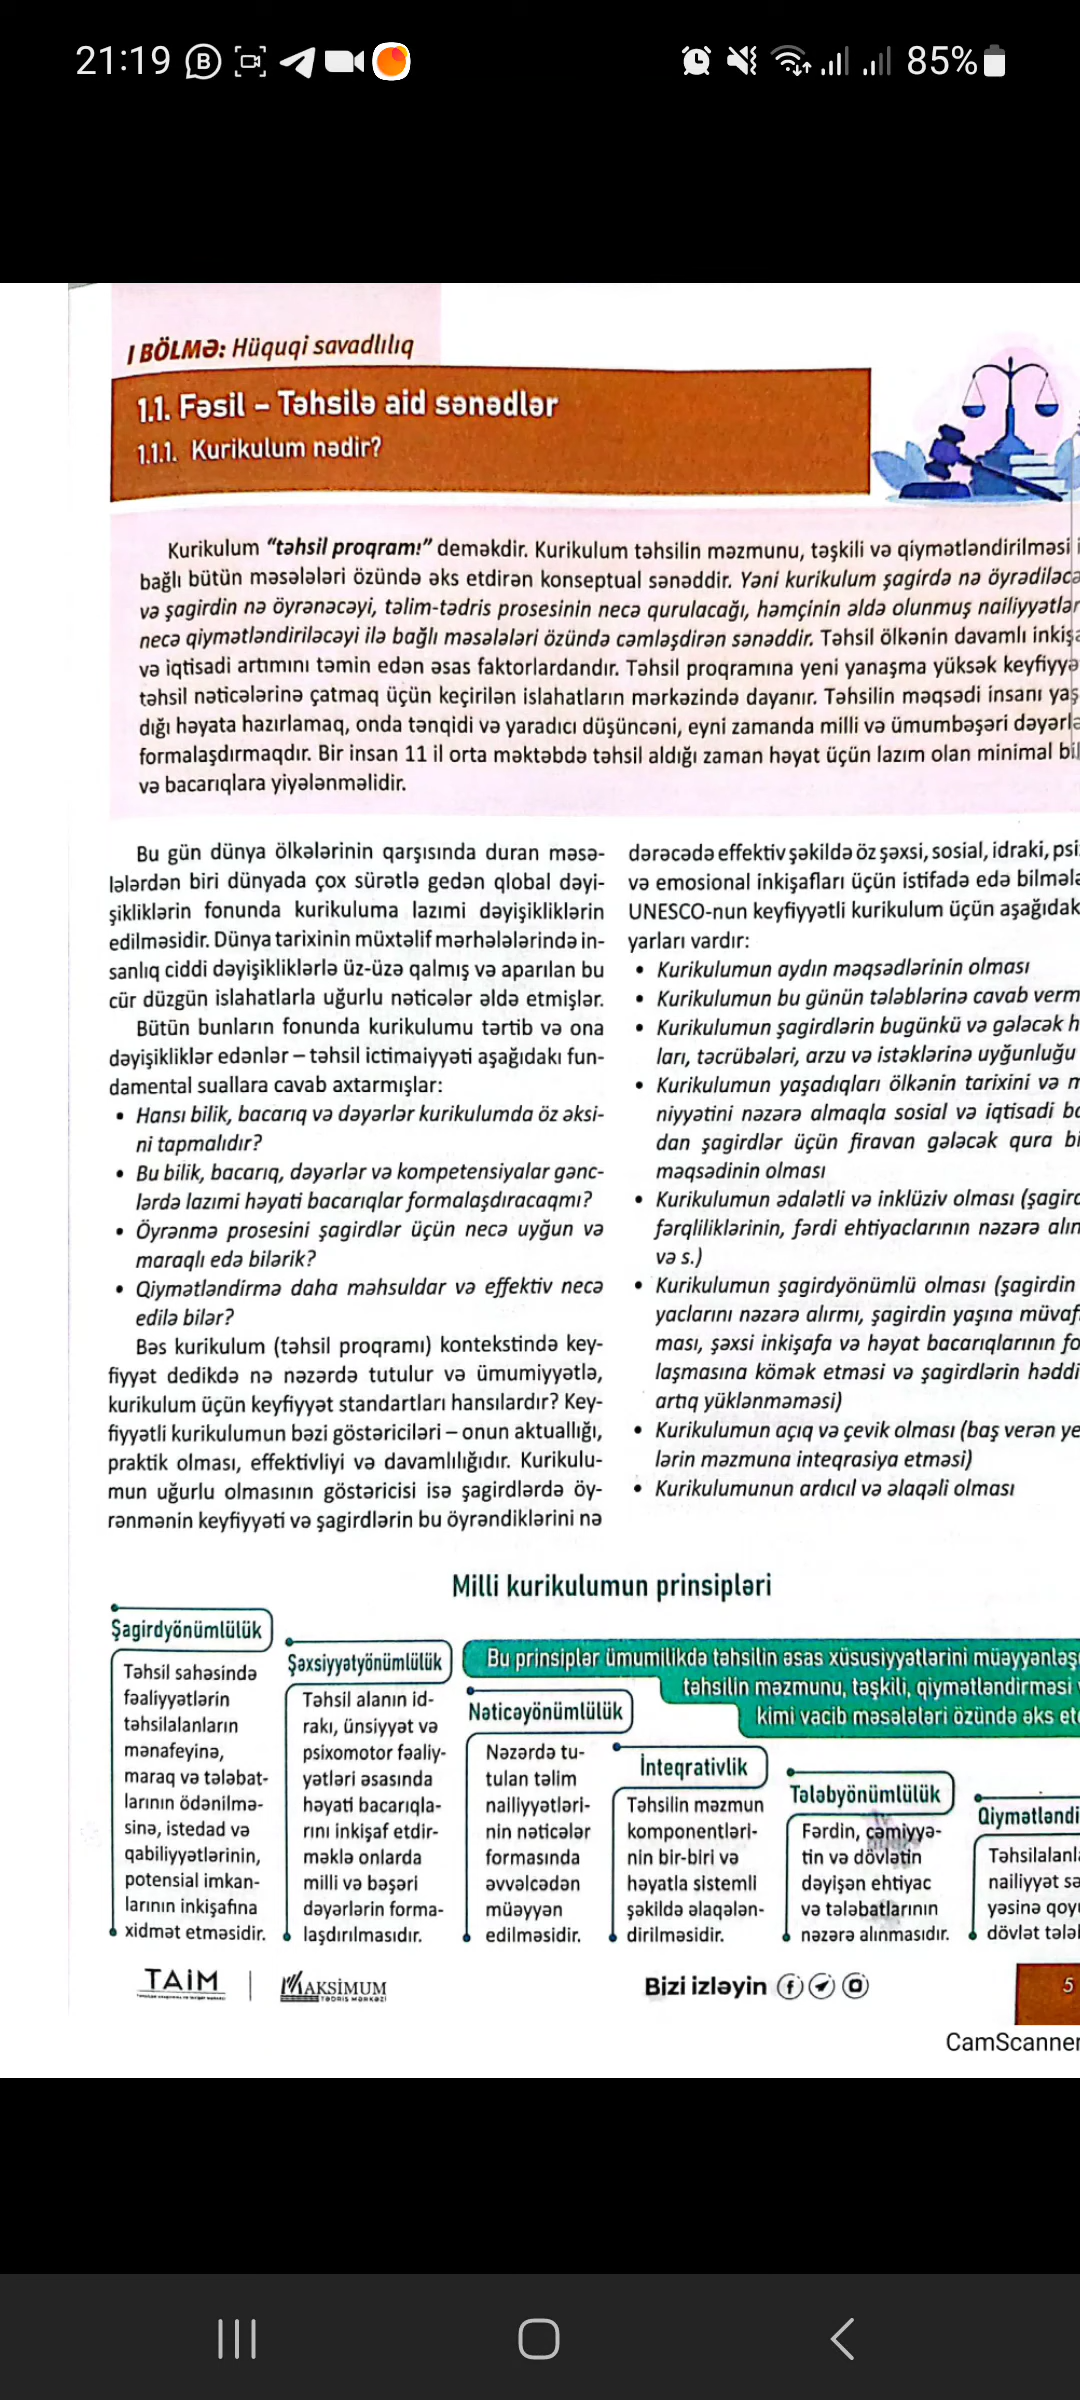 21:19
85%
I BÖLMƏ: Hüquqi savadlılıq
1.1. Fəsil – Təhsilə aid sənədlər
1.1.1. Kurikulum nədir?
Kurikulum "təhsil proqramı" deməkdir. Kurikulum təhsilin məzmunu, təşkili və qiymətləndirilməsi
bağlı bütün məsələləri özündə əks etdirən konseptual sənəddir. Yəni kurikulum şagirdə nə
və şagirdin nə öyrənəcəyi, təlim-tədris prosesinin necə qurulacağı, həmçinin əldə olunmuş
necə qiymətləndiriləcəyi ilə bağlı məsələləri özündə cəmləşdirən sənəddir. Təhsil ölkənin davamlı
və iqtisadi artımını təmin edən əsas faktorlardandır. Təhsil proqramına yeni yanaşma yüksək
təhsil nəticələrinə çatmaq üçün keçirilən islahatların mərkəzində dayanır. Təhsilin məqsədi insanı yaş
dığı həyata hazırlamaq, onda tənqidi və yaradıcı düşüncəni, eyni zamanda milli və ümumbəşəri
formalaşdırmaqdır. Bir insan 11 il orta məktəbdə təhsil aldığı zaman həyat üçün lazım olan minimal
və bacarıqlara yiyələnməlidir.
Bu gün dünya ölkələrinin qarşısında duran məsə-
lələrdən biri dünyada çox sürətlə gedən qlobal dəyi-
şikliklərin fonunda kurikuluma lazımi dəyişikliklərin
edilməsidir. Dünya tarixinin müxtəlif mərhələlərində in-
sanlıq ciddi dəyişikliklərlə üz-üzə qalmış və aparılan bu
cür düzgün islahatlarla uğurlu nəticələr əldə etmişlər.
Bütün bunların fonunda kurikulumu tərtib və ona
dəyişikliklər edənlər – təhsil ictimaiyyəti aşağıdakı fun-
damental suallara cavab axtarmışlar:
• Hansı bilik, bacarıq və dəyərlər kurikulumda öz əksi-
ni tapmalıdır?
• Bu bilik, bacarıq, dəyərlər və kompetensiyalar gənc-
lərdə lazımi həyati bacarıqlar formalaşdıracaqmı?
• Öyrənmə prosesini şagirdlər üçün necə uyğun və
maraqlı edə bilərik?
• Qiymətləndirmə daha məhsuldar və effektiv necə
edilə bilər?
Bəs kurikulum (təhsil proqramı) kontekstində key-
fiyyət dedikdə nə nəzərdə tutulur və ümumiyyətlə,
kurikulum üçün keyfiyyət standartları hansılardır? Key-
fiyyətli kurikulumun bəzi göstəriciləri – onun aktuallığı,
praktik olması, effektivliyi və davamlılığıdır. Kurikulu-
mun uğurlu olmasının göstəricisi isə şagirdlərdə öy-
rənmənin keyfiyyəti və şagirdlərin bu öyrəndiklərini nə
dərəcədə effektiv şəkildə öz şəxsi, sosial, idraki, psi
və emosional inkişafları üçün istifadə edə
UNESCO-nun keyfiyyətli kurikulum üçün
yarları vardır:
• Kurikulumun aydın məqsədlərinin olması
• Kurikulumun bu günün tələblərinə cavab verm
• Kurikulumun şagirdlərin bugünkü və gələcək h
ları, təcrübələri, arzu və istəklərinə uyğunluğu
• Kurikulumun yaşadıqları ölkənin tarixini və m
niyyətini nəzərə almaqla sosial və iqtisadi
dan şagirdlər üçün firavan gələcək qura bi
məqsədinin olması
• Kurikulumun ədalətli və inklüziv olması (şagird
fərqliliklərinin, fərdi ehtiyaclarının nəzərə alın
və s.)
• Kurikulumun şagirdyönümlü olması (şagirdin
yaclarını nəzərə alırmı, şagirdin yaşına müvaf
ması, şəxsi inkişafa və həyat bacarıqlarının fo
laşmasına kömək etməsi və şagirdlərin həddi
artıq yüklənməməsi)
• Kurikulumun açıq və çevik olması (baş verən ye
lərin məzmuna inteqrasiya etməsi)
• Kurikulumunun ardıcıl və əlaqəli olması
Milli kurikulumun prinsipləri
Bu prinsiplər ümumilikdə təhsilin əsas xüsusiyyətlərini
təhsilin məzmunu, təşkili, qiymətləndirməsi
kimi vacib məsələləri özündə əks
Şagirdyönümlülük
Təhsil sahəsində
fəaliyyətlərin
təhsilalanların
mənafeyinə,
maraq və tələbat-
larının ödənilmə-
sinə, istedad və
qabiliyyətlərinin,
potensial imkan-
larının inkişafına
xidmət etməsidir.
Şəxsiyyətyönümlülük
Təhsil alanın id-
rakı, ünsiyyət və
psixomotor fəaliy-
yətləri əsasında
həyati bacarıqla-
rını inkişaf etdir-
məklə onlarda
milli və bəşəri
dəyərlərin forma-
laşdırılmasıdır.
Nəticəyönümlülük
Nəzərdə tu-
tulan təlim
nailiyyətləri-
nin nəticələr
formasında
əvvəlcədən
müəyyən
edilməsidir.
İnteqrativlik
Təhsilin məzmun
komponentləri-
nin bir-biri və
həyatla sistemli
şəkildə əlaqələn-
dirilməsidir.
Tələbyönümlülük
Fərdin, cəmiyyə-
tin və dövlətin
dəyişən ehtiyac
və tələbatlarının
nəzərə alınmasıdır.
Qiymətləndi
Təhsilalanla
nailiyyət sə
yəsinə qoyu
dövlət tələb
TAİM
MAKSİMUM
TƏDRİS MƏRKƏZİ
Bizi izləyin
5
CamScanner